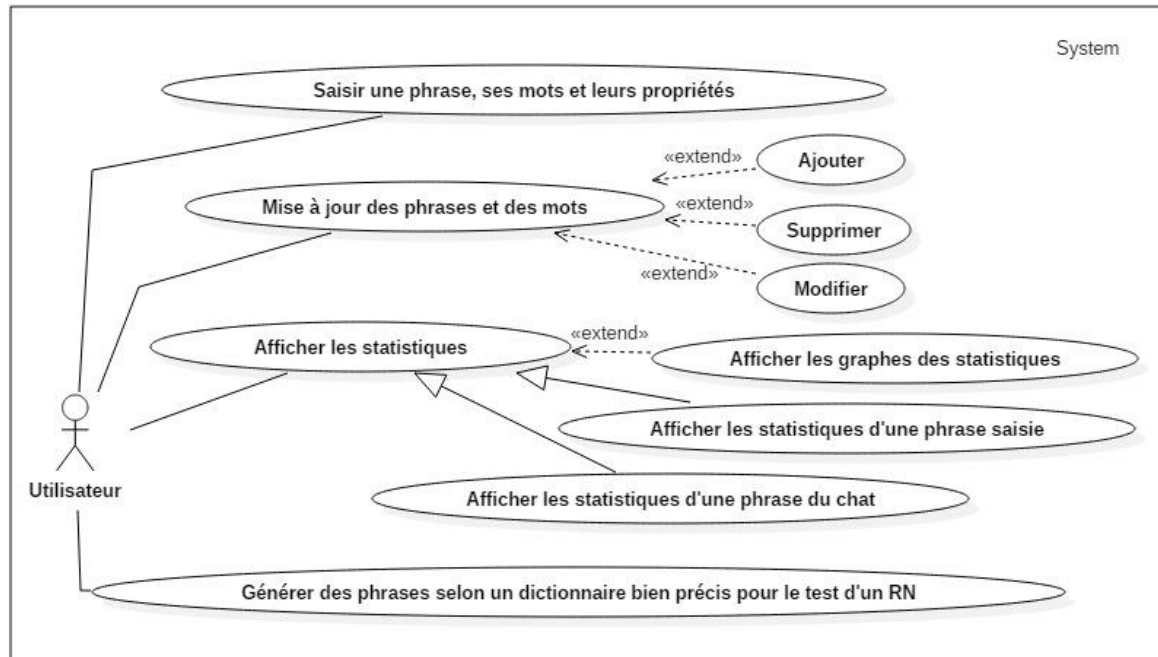 System
Saisir une phrase, ses mots et leurs propriétés
«extend»
Ajouter
Mise à jour des phrases et des mots
«extend»
Supprimer
«extend»
Modifier
Afficher les statistiques
«extend»
Afficher les graphes des statistiques
Afficher les statistiques d'une phrase saisie
Utilisateur
Afficher les statistiques d'une phrase du chat
Générer des phrases selon un dictionnaire bien précis pour le test d'un RN